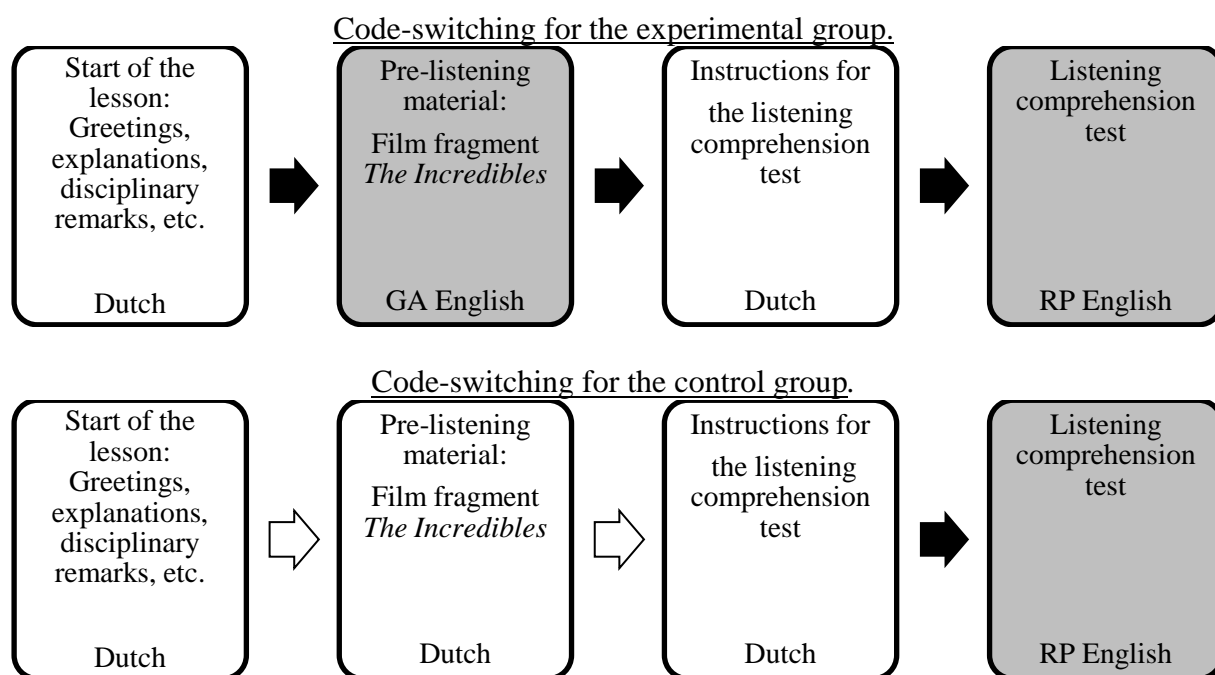 Code-switching for the experimental group.
Start of the
lesson:
Greetings,
explanations,
disciplinary
remarks, etc.
Dutch
Pre-listening
material:
Film fragment
The Incredibles
GA English
Instructions for
the listening
comprehension
test
Dutch
Listening
comprehension
test
RP English
Code-switching for the control group.
Start of the
lesson:
Greetings,
explanations,
disciplinary
remarks, etc.
Dutch
Pre-listening
material:
Film fragment
The Incredibles
Dutch
Instructions for
the listening
comprehension
test
Dutch
Listening
comprehension
test
RP English